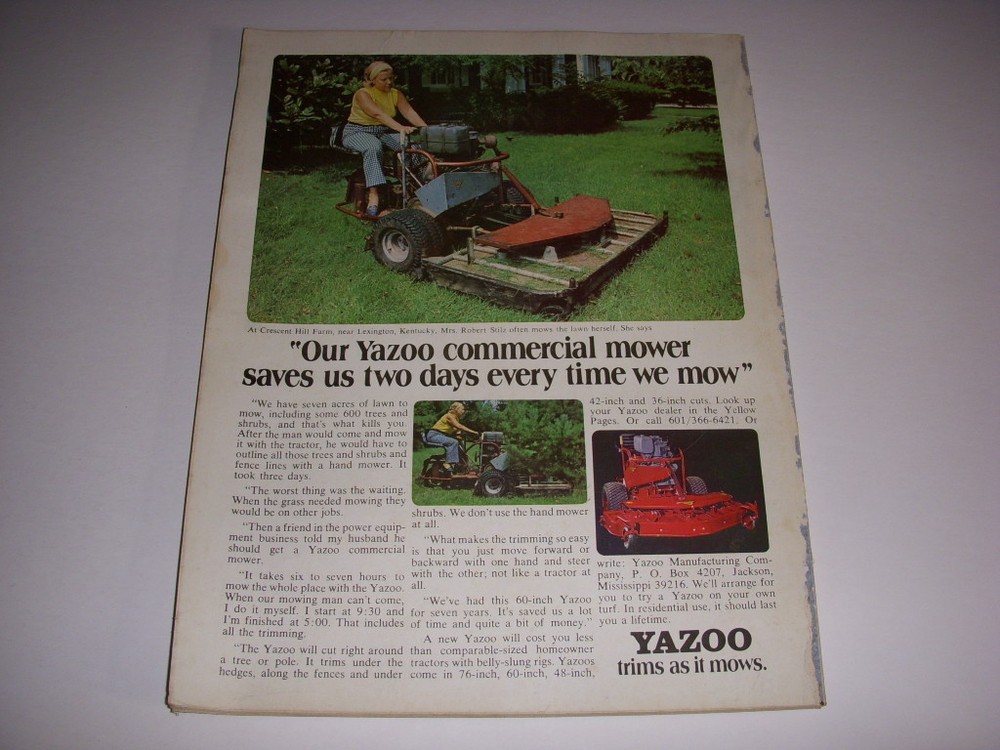 At Crescent Hill Farm, near Lexington, Kentucky, Mrs. Robert Stilz often mows the lawn herself. She says
"Our Yazoo commercial mower
saves us two days every time we mow"
"We have seven acres of lawn to
mow, including some 600 trees and
shrubs, and that's what kills you.
After the man would come and mow
it with the tractor, he would have to
outline all those trees and shrubs and
fence lines with a hand mower. It
took three days.
"The worst thing was the waiting.
When the grass needed mowing they
would be on other jobs.
"Then a friend in the power equip-
ment business told my husband he
should get a Yazoo commercial
mower.
"It takes six to seven hours to
mow the whole place with the Yazoo.
When our mowing man can't come,
I do it myself. I start at 9:30 and
I'm finished at 5:00. That includes
all the trimming.
"The Yazoo will cut right around
a tree or pole. It trims under the
hedges, along the fences and under
shrubs. We don't use the hand mower
at all.
"What makes the trimming so easy
is that you just move forward or
backward with one hand and steer
with the other; not like a tractor at
all.
"We've had this 60-inch Yazoo
for seven years. It's saved us a lot
of time and quite a bit of money."
A new Yazoo will cost you less
than comparable-sized homeowner
tractors with belly-slung rigs. Yazoos
come in 76-inch, 60-inch, 48-inch,
42-inch and 36-inch cuts. Look up
your Yazoo dealer in the Yellow
Pages. Or call 601/366-6421. Or
write: Yazoo Manufacturing Com-
pany, P. O. Box 4207, Jackson,
Mississippi 39216. We'll arrange for
you to try a Yazoo on your own
turf. In residential use, it should last
you a lifetime.
YAZOO
trims as it mows.